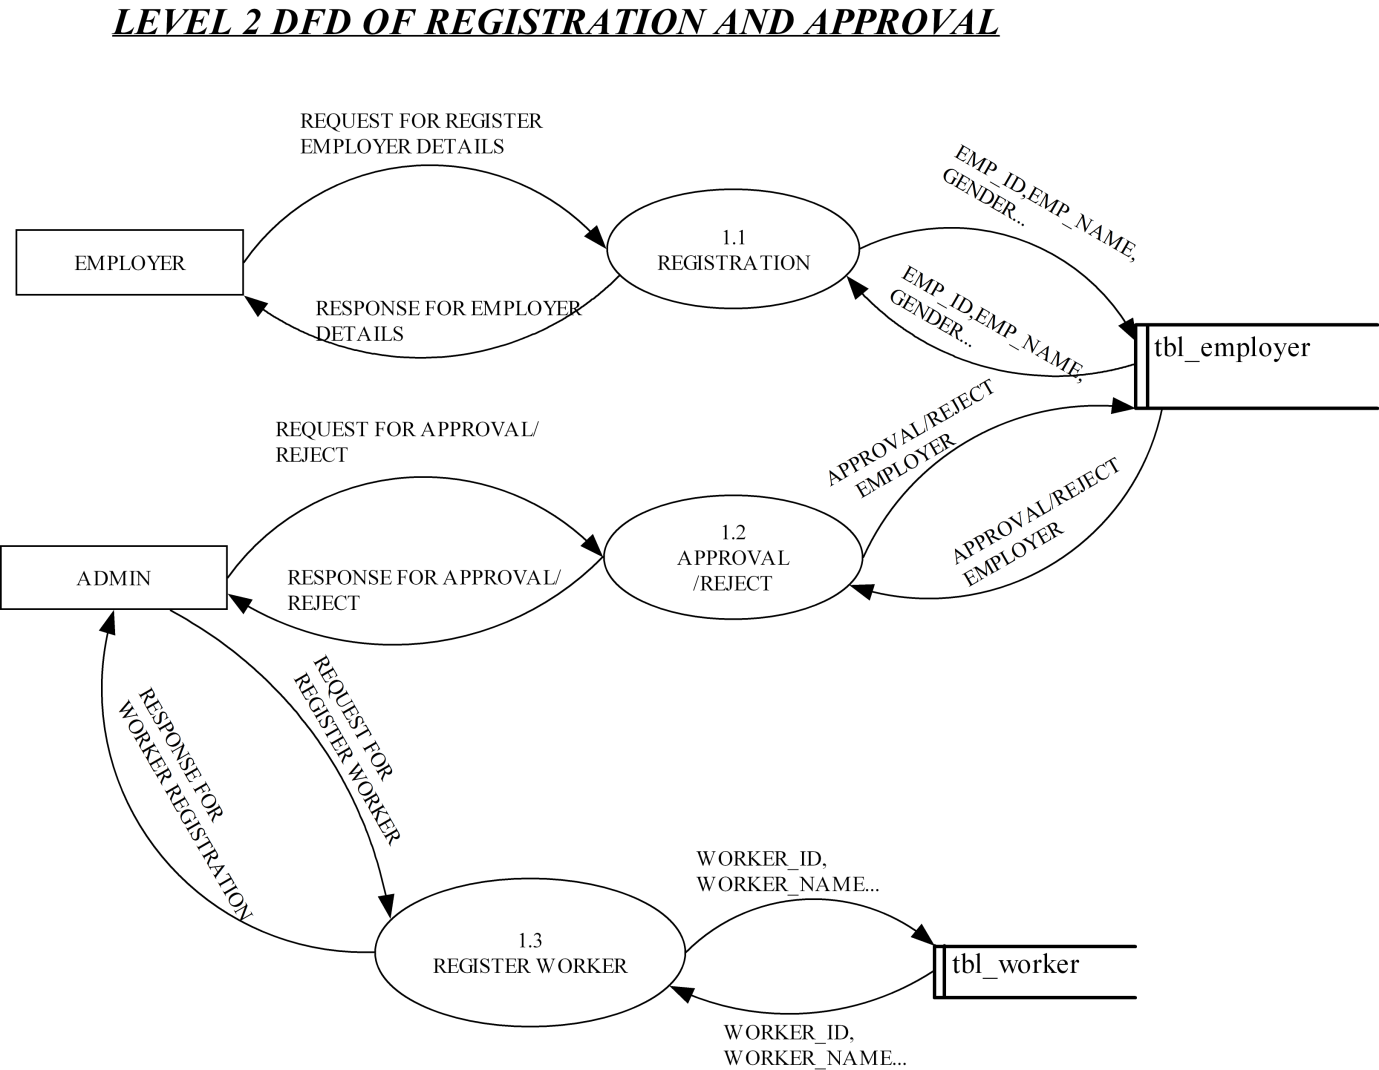 LEVEL 2 DFD OF REGISTRATION AND APPROVAL
REQUEST FOR REGISTER
EMPLOYER DETAILS
EMP_ID,EMP_NAME,
GENDER...
1.1
REGISTRATION
EMPLOYER
EMP_ID,EMP_NAME,
GENDER...
RESPONSE FOR EMPLOYER
DETAILS
tbl_employer
APPROVAL/REJECT
EMPLOYER
REQUEST FOR APPROVAL/
REJECT
APPROVAL/REJECT
EMPLOYER
1.2
APPROVAL
/REJECT
ADMIN
RESPONSE FOR APPROVAL/
REJECT
REQUEST FOR
REGISTER WORKER
RESPONSE FOR
WORKER REGISTRATION
WORKER_ID,
WORKER_NAME...
1.3
REGISTER WORKER
tbl_worker
WORKER_ID,
WORKER_NAME...